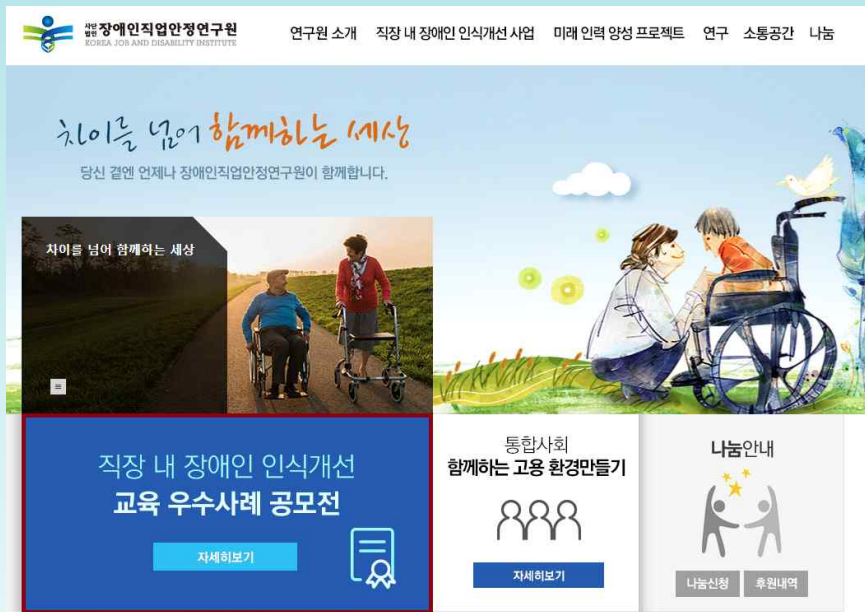 사단
법인 장애인직업안정연구원
KOREA JOB AND DISABILITY INSTITUTE
연구원 소개 직장 내 장애인 인식개선 사업 미래 인력 양성 프로젝트 연구 소통공간 나눔
차이를 넘어 함께하는 세상
당신 곁엔 언제나 장애인직업안정연구원이 함께합니다.
차이를 넘어 함께하는 세상
직장 내 장애인 인식개선
교육 우수사례 공모전
자세히보기
통합사회
함께하는 고용 환경만들기
자세히보기
나눔안내
나눔신청 후원내역